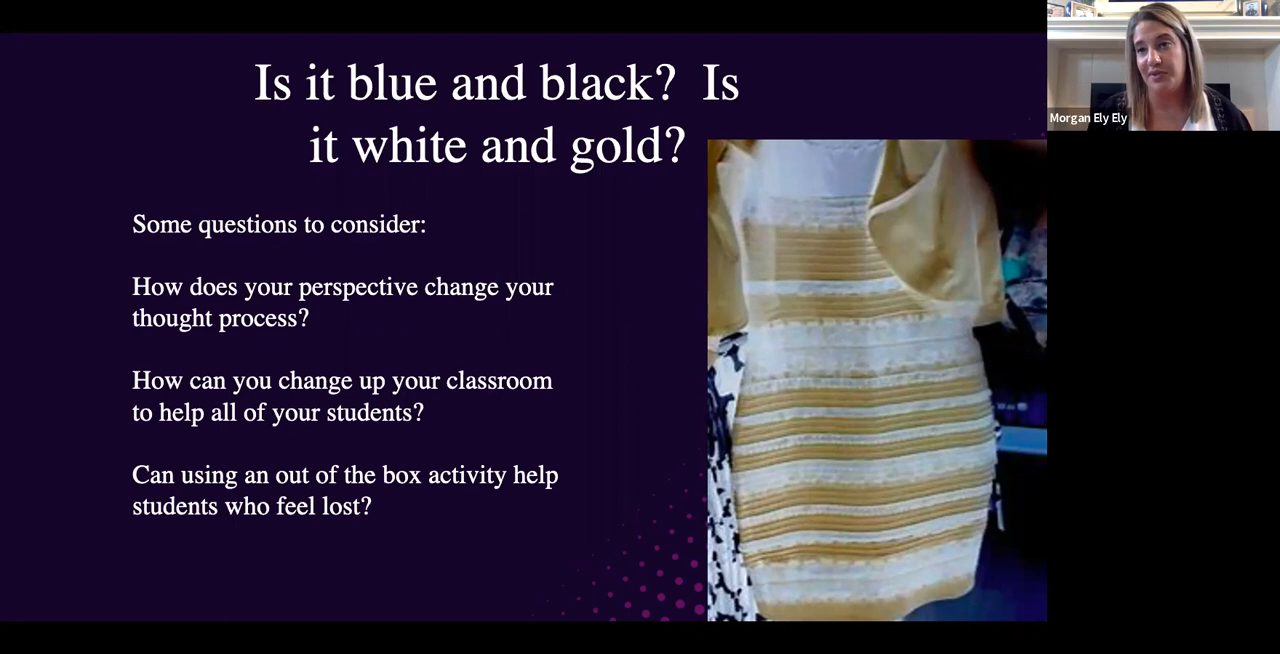 Is it blue and black?  Is
it white and gold?
Morgan Ely Ely
Some questions to consider:
How does your perspective change your
thought process?
How can you change up your classroom
to help all of your students?
Can using an out of the box activity help
students who feel lost?